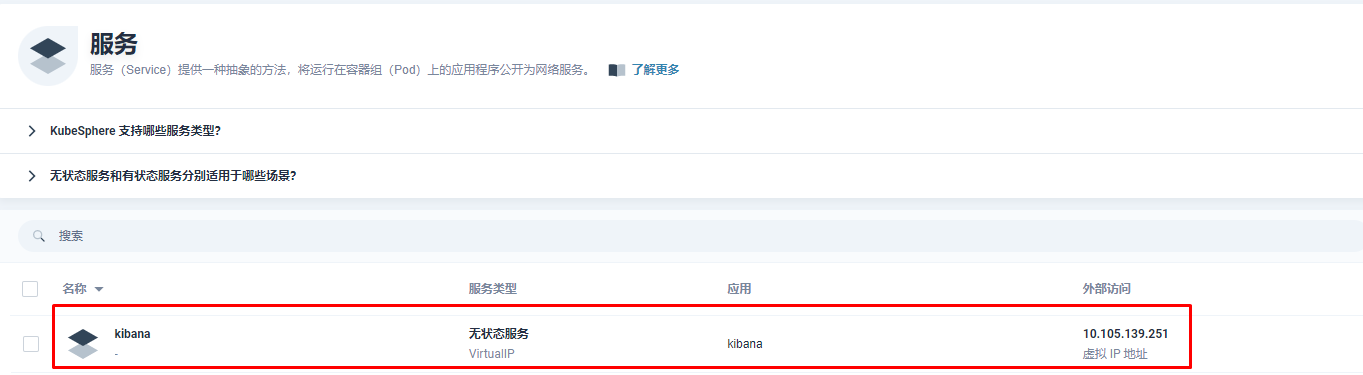 服务
服务（Service）提供一种抽象的方法，将运行在容器组（Pod）上的应用程序公开为网络服务。 了解更多
KubeSphere 支持哪些服务类型?
无状态服务和有状态服务分别适用于哪些场景?
搜索
名称 服务类型 应用 外部访问
kibana 无状态服务 kibana 10.105.139.251
- VirtualIP 虚拟 IP 地址